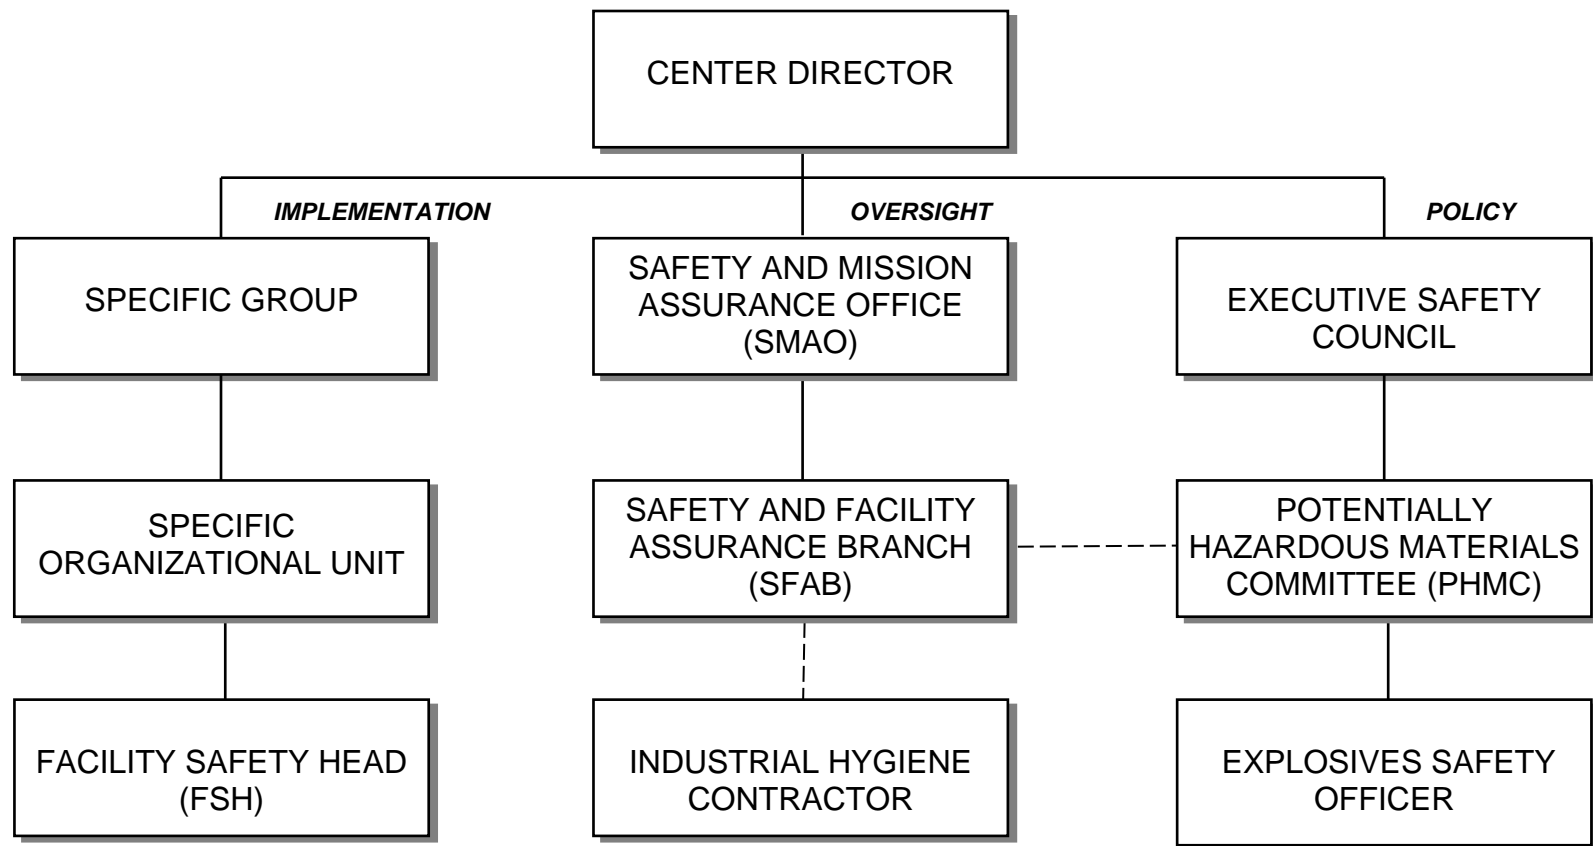 CENTER DIRECTOR
IMPLEMENTATION
OVERSIGHT
POLICY
SPECIFIC GROUP
SAFETY AND MISSION
ASSURANCE OFFICE
(SMAO)
EXECUTIVE SAFETY
COUNCIL
SPECIFIC
ORGANIZATIONAL UNIT
SAFETY AND FACILITY
ASSURANCE BRANCH
(SFAB)
POTENTIALLY
HAZARDOUS MATERIALS
COMMITTEE (PHMC)
FACILITY SAFETY HEAD
(FSH)
INDUSTRIAL HYGIENE
CONTRACTOR
EXPLOSIVES SAFETY
OFFICER